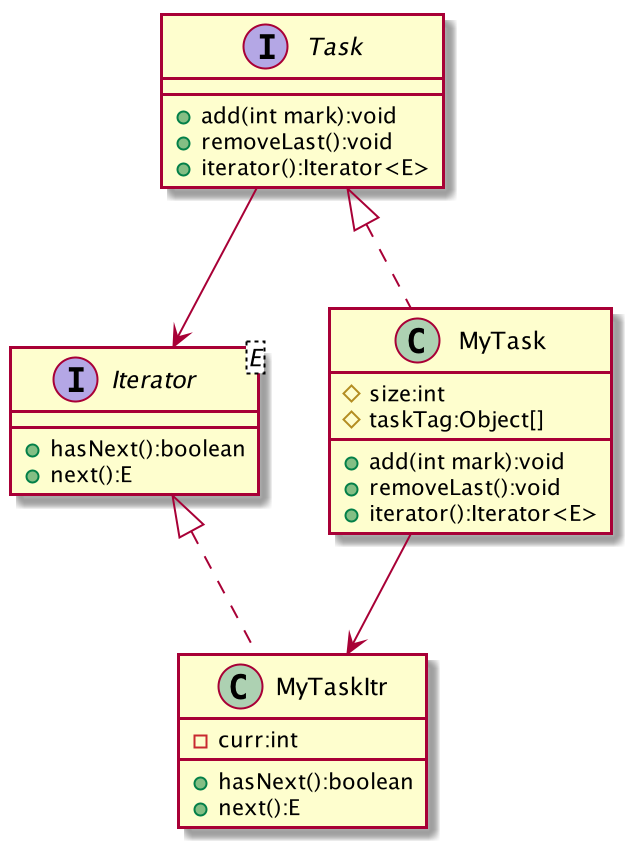 I Task
add(int mark):void
removeLast():void
iterator():Iterator<E>
I Iterator E
hasNext():boolean
next():E
C MyTask
size:int
taskTag:Object[]
add(int mark):void
removeLast():void
iterator():Iterator<E>
C MyTaskItr
curr:int
hasNext():boolean
next():E